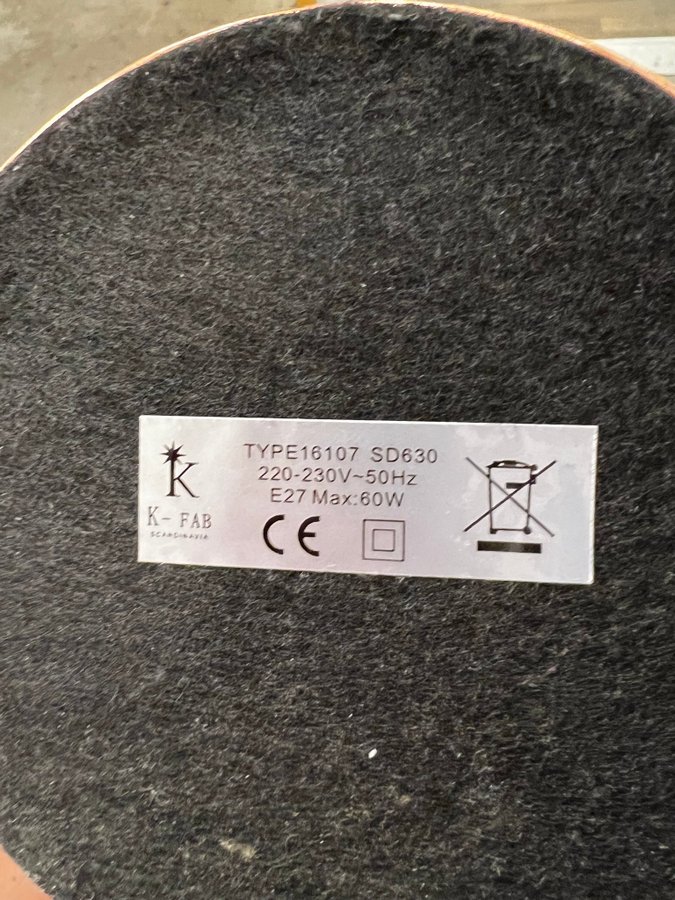 K
K- FAB
SCANDINAVIA
TYPE16107 SD630
220-230V~50Hz
E27 Max:60W
CE